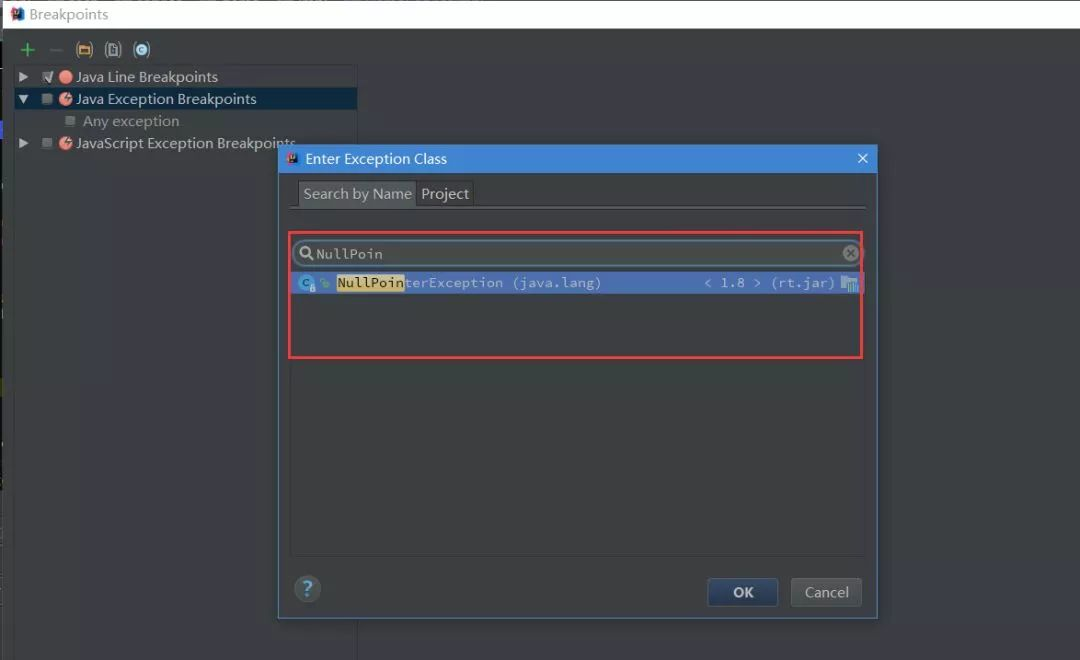 Breakpoints
Java Line Breakpoints
Java Exception Breakpoints
Any exception
JavaScript Exception Breakpoints
Enter Exception Class
Search by Name Project
NullPoin
NullPointerException (java.lang) < 1.8 > (rt.jar)
? OK Cancel